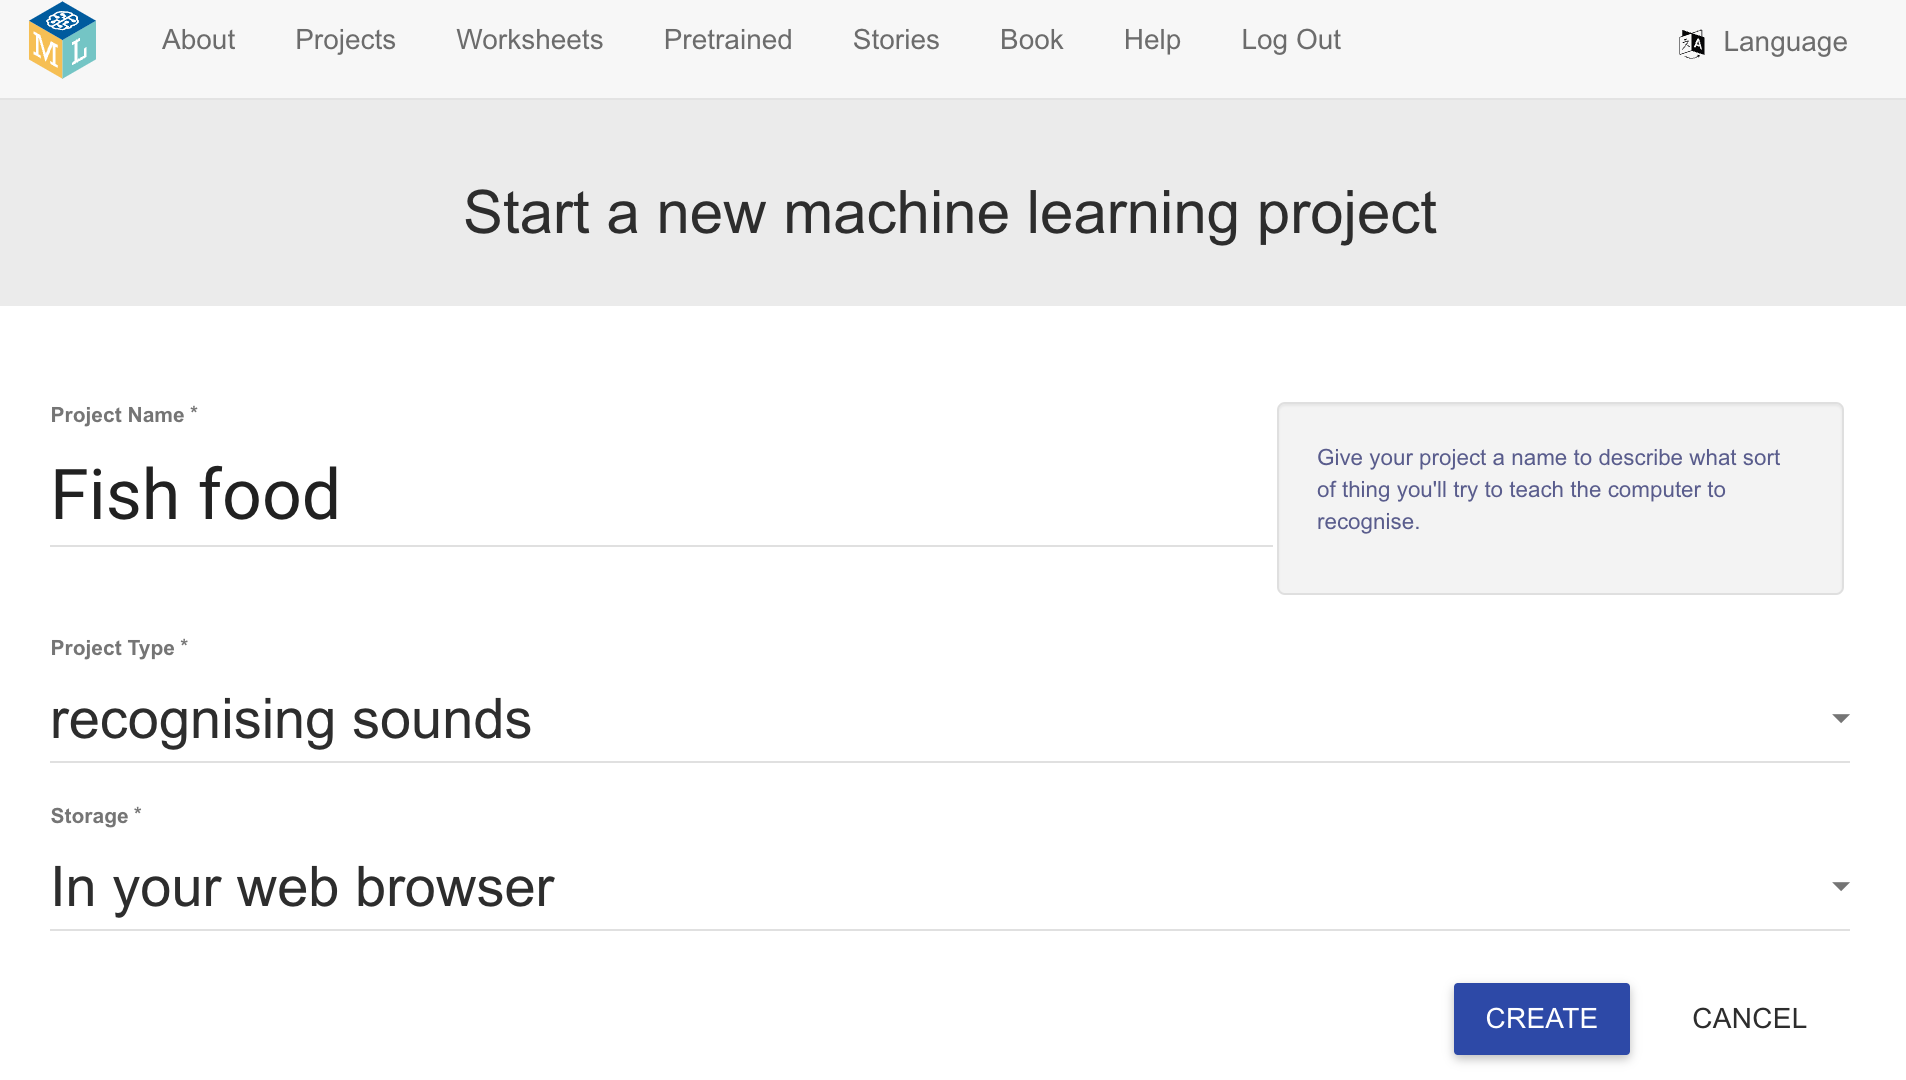 M L About Projects Worksheets Pretrained Stories Book Help Log Out Language
Start a new machine learning project
Project Name *
Fish food
Give your project a name to describe what sort
of thing you'll try to teach the computer to
recognise.
Project Type *
recognising sounds
Storage *
In your web browser
CREATE CANCEL